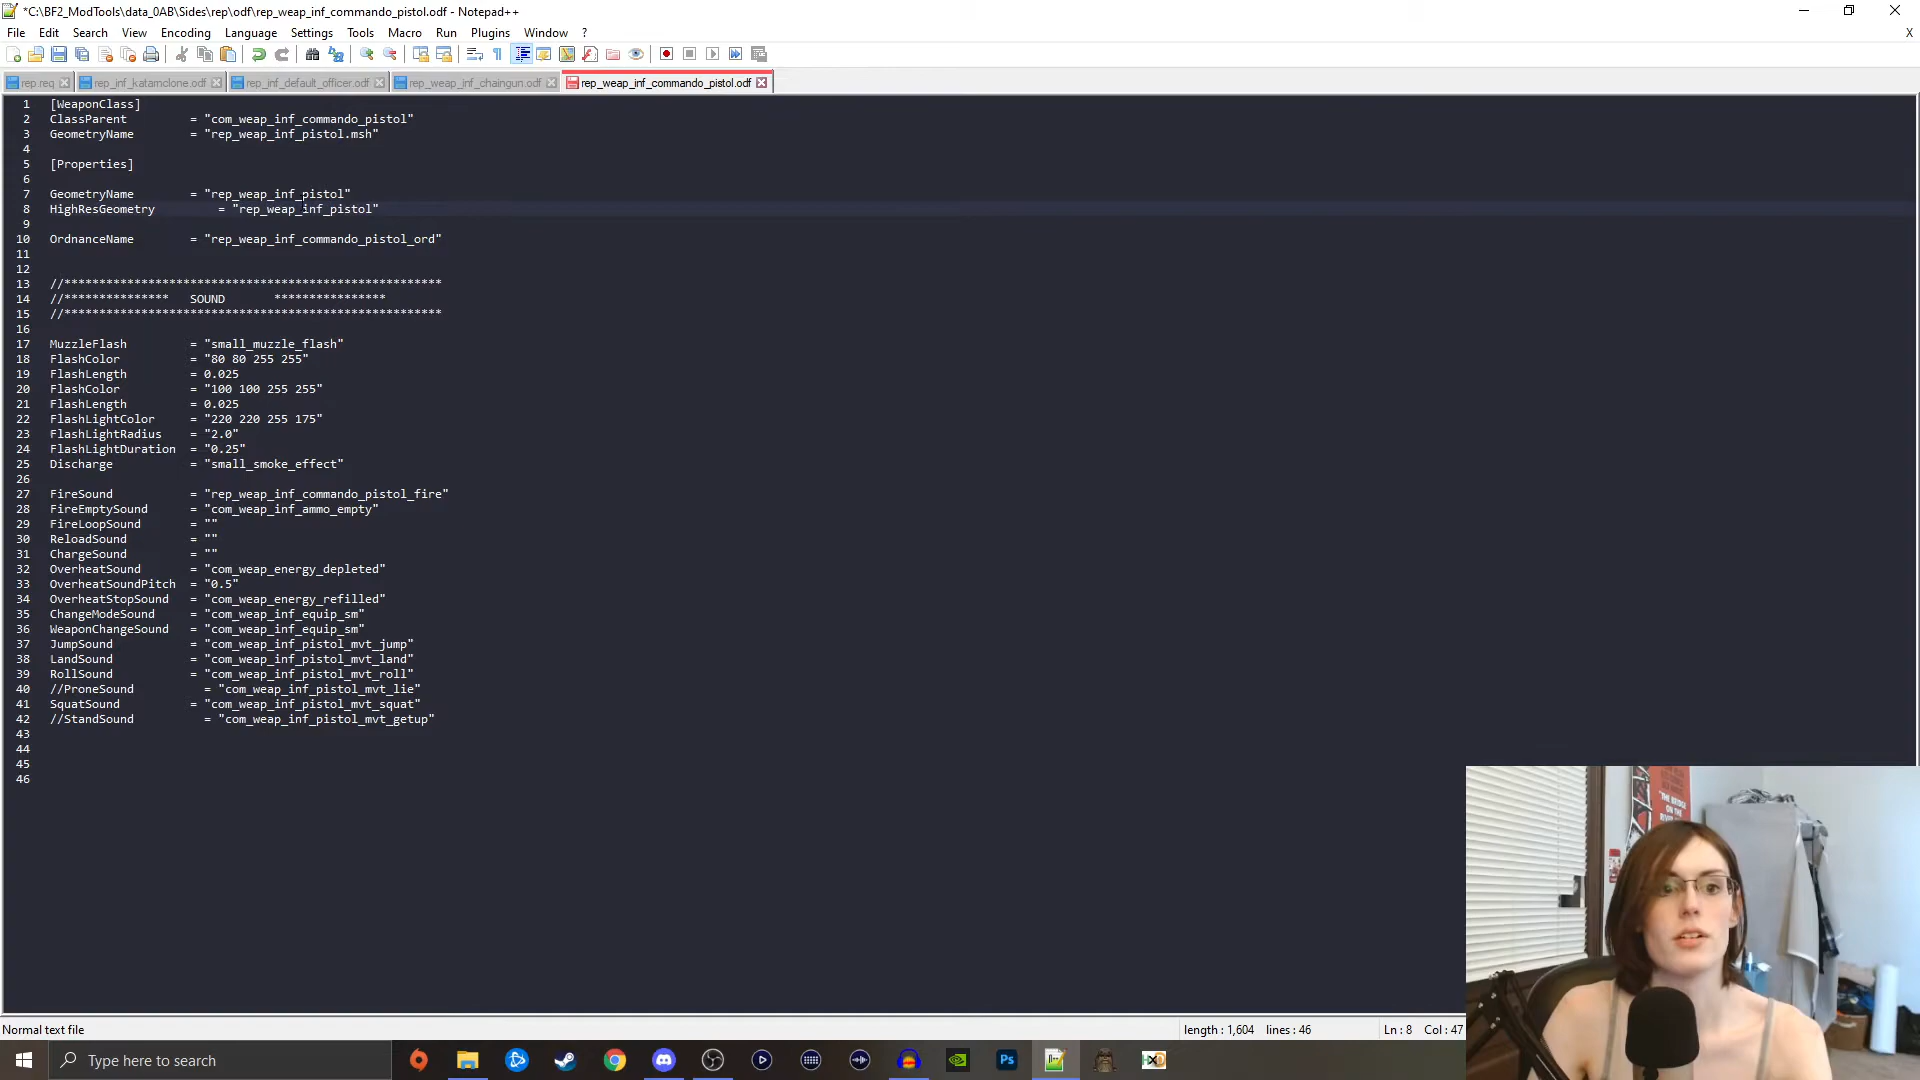 *C:\BF2_ModTools\data_0AB\Sides\rep\odf\rep_weap_inf_commando_pistol.odf - Notepad++
File Edit Search View Encoding Language Settings Tools Macro Run Plugins Window ? X
rep.req rep_inf_katarnclone.odf rep_inf_default_officer.odf rep_weap_inf_chaingun.odf rep_weap_inf_commando_pistol.odf
1 [WeaponClass]
2 ClassParent = "com_weap_inf_commando_pistol"
3 GeometryName = "rep_weap_inf_pistol.msh"
4
5 [Properties]
6
7 GeometryName = "rep_weap_inf_pistol"
8 HighResGeometry = "rep_weap_inf_pistol"
9
10 OrdnanceName = "rep_weap_inf_commando_pistol_ord"
11
12
13 //******************************************************
14 //*************** SOUND ****************
15 //******************************************************
16
17 MuzzleFlash = "small_muzzle_flash"
18 FlashColor = "80 80 255 255"
19 FlashLength = 0.025
20 FlashColor = "100 100 255 255"
21 FlashLength = 0.025
22 FlashLightColor = "220 220 255 175"
23 FlashLightRadius = "2.0"
24 FlashLightDuration = "0.25"
25 Discharge = "small_smoke_effect"
26
27 FireSound = "rep_weap_inf_commando_pistol_fire"
28 FireEmptySound = "com_weap_inf_ammo_empty"
29 FireLoopSound = ""
30 ReloadSound = ""
31 ChargeSound = ""
32 OverheatSound = "com_weap_energy_depleted"
33 OverheatSoundPitch = "0.5"
34 OverheatStopSound = "com_weap_energy_refilled"
35 ChangeModeSound = "com_weap_inf_equip_sm"
36 WeaponChangeSound = "com_weap_inf_equip_sm"
37 JumpSound = "com_weap_inf_pistol_mvt_jump"
38 LandSound = "com_weap_inf_pistol_mvt_land"
39 RollSound = "com_weap_inf_pistol_mvt_roll"
40 //ProneSound = "com_weap_inf_pistol_mvt_lie"
41 SquatSound = "com_weap_inf_pistol_mvt_squat"
42 //StandSound = "com_weap_inf_pistol_mvt_getup"
43
44
45
46
"THE BRIDGE
ON THE
Normal text file length : 1,604 lines : 46 Ln : 8 Col : 47
Type here to search
Ps